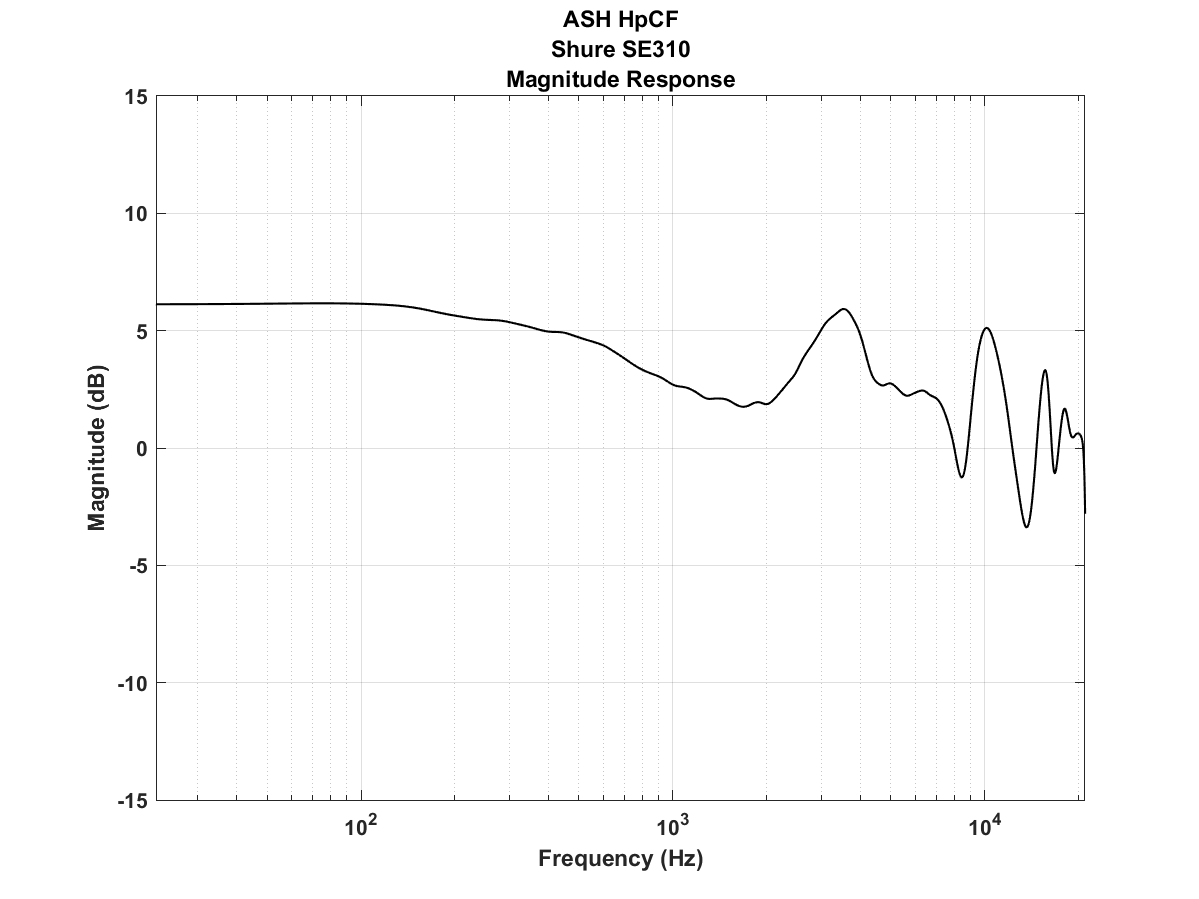 ASH HpCF
Shure SE310
Magnitude Response
15
10
5
0
-5
-10
-15
Magnitude (dB)
10² 10³ 10⁴
Frequency (Hz)